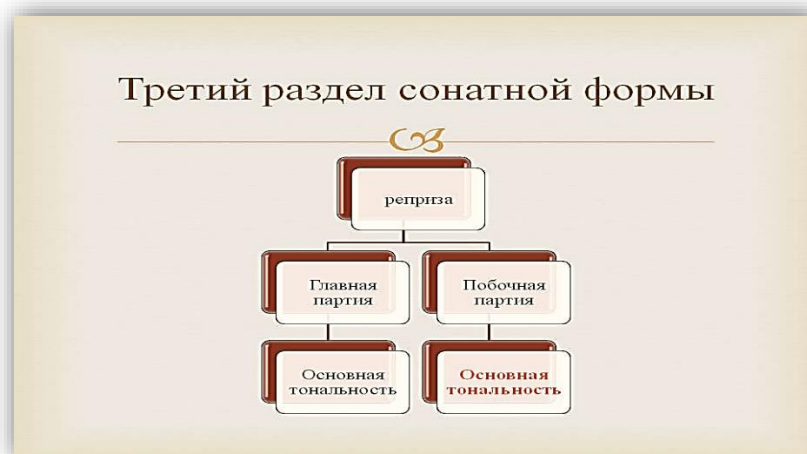 Третий раздел сонатной формы
реприза
Главная
партия
Побочная
партия
Основная
тональность
Основная
тональность